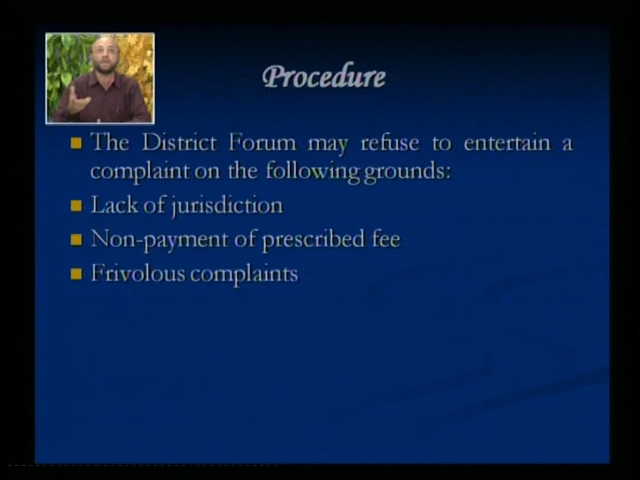 Procedure
The District Forum may refuse to entertain a
complaint on the following grounds:
Lack of jurisdiction
Non-payment of prescribed fee
Frivolous complaints